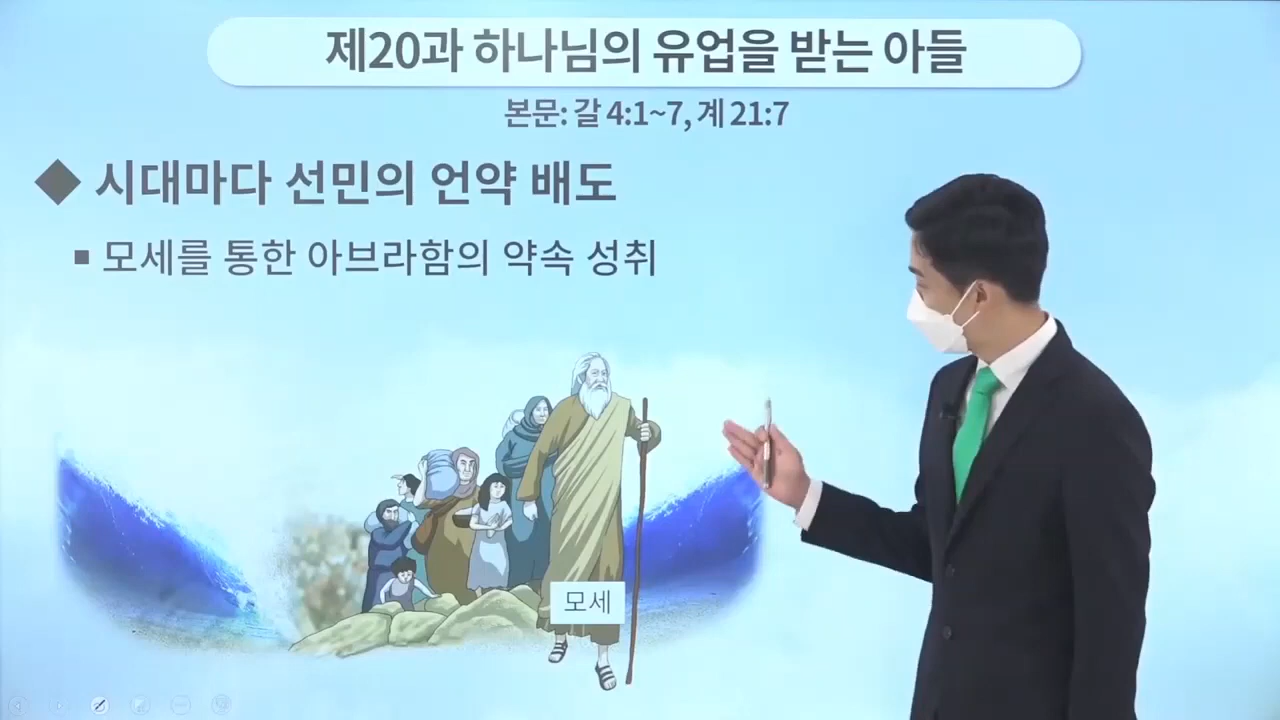 제20과 하나님의 유업을 받는 아들
본문: 갈 4:1~7, 계 21:7
◆ 시대마다 선민의 언약 배도
▪ 모세를 통한 아브라함의 약속 성취
모세